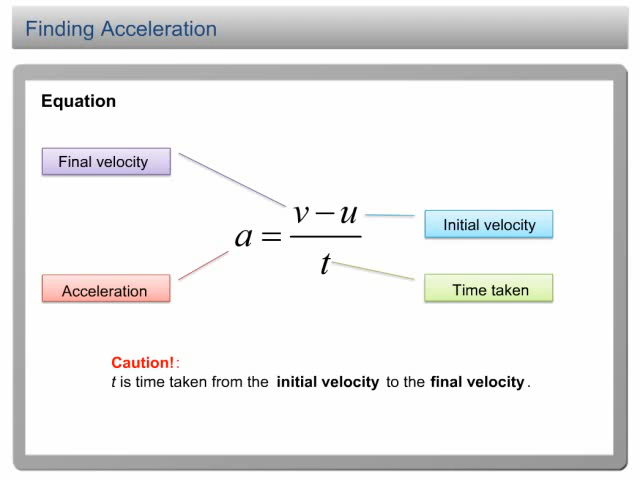 Finding Acceleration
Equation
Final velocity
a = v − u / t
Initial velocity
Acceleration
Time taken
Caution!:
t is time taken from the initial velocity to the final velocity.